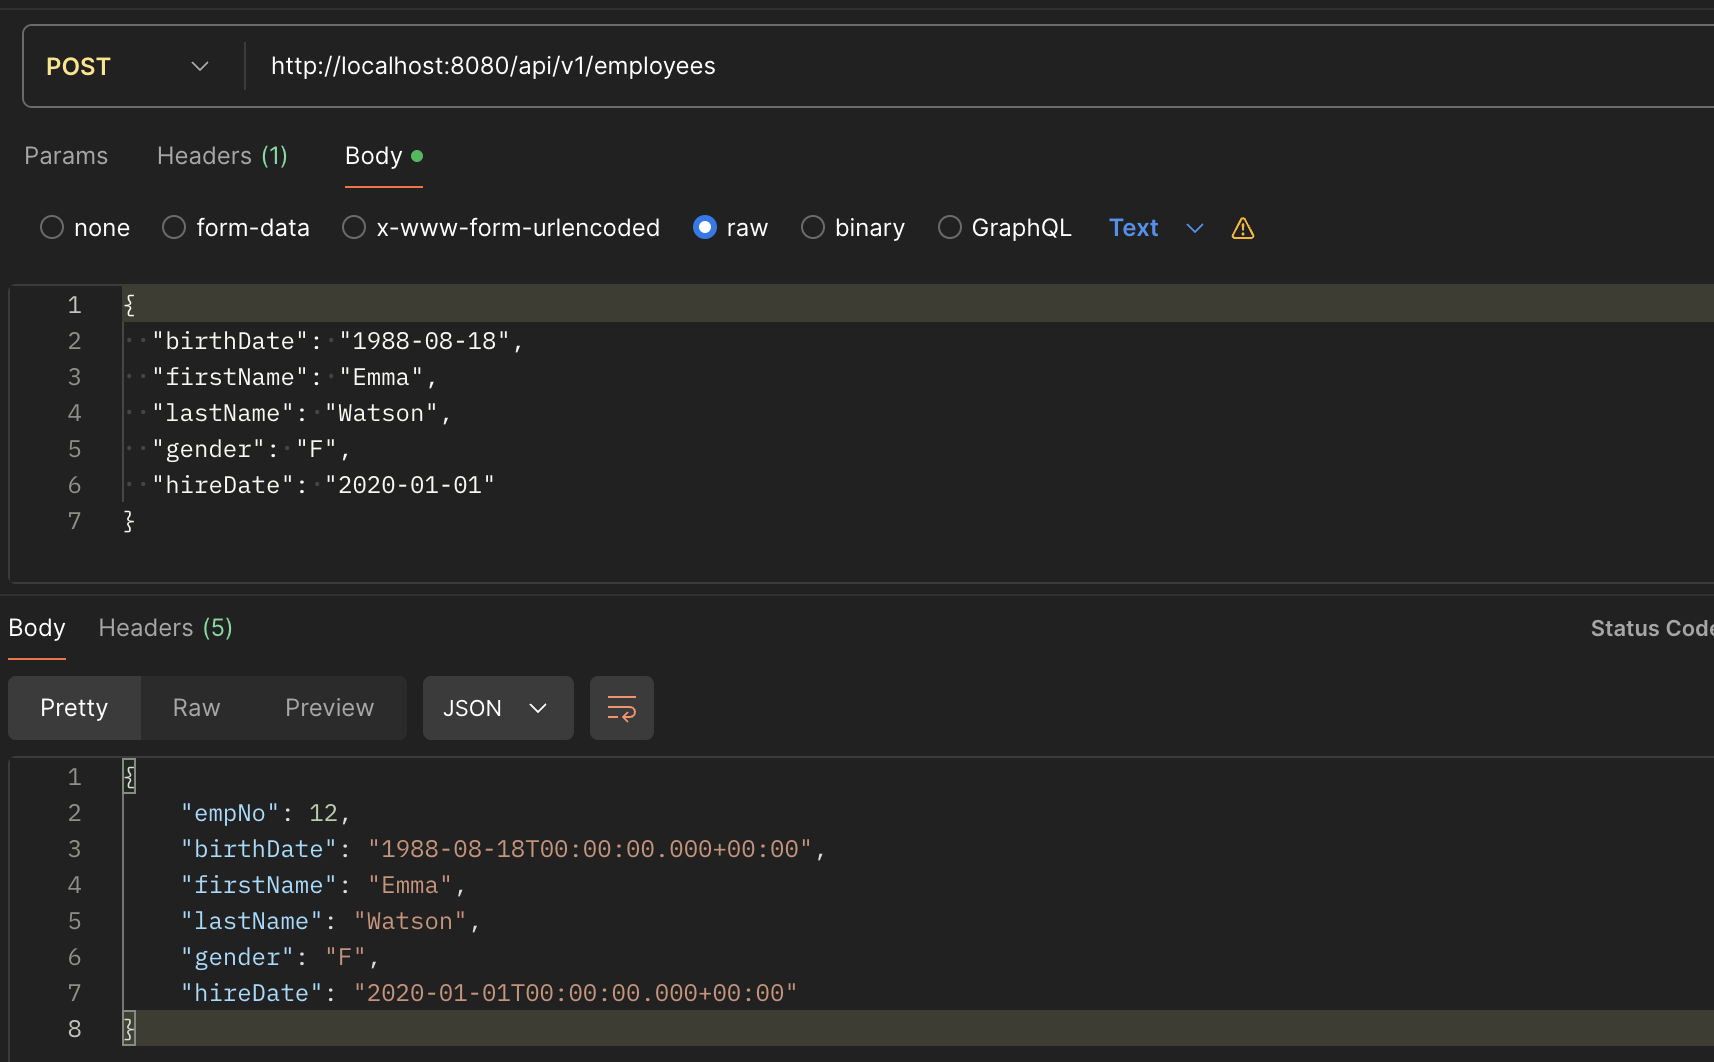 POST http://localhost:8080/api/v1/employees
Params Headers (1) Body
none form-data x-www-form-urlencoded raw binary GraphQL Text
1 {
2 "birthDate": "1988-08-18",
3 "firstName": "Emma",
4 "lastName": "Watson",
5 "gender": "F",
6 "hireDate": "2020-01-01"
7 }
Body Headers (5) Status Code
Pretty Raw Preview JSON
1 {
2 "empNo": 12,
3 "birthDate": "1988-08-18T00:00:00.000+00:00",
4 "firstName": "Emma",
5 "lastName": "Watson",
6 "gender": "F",
7 "hireDate": "2020-01-01T00:00:00.000+00:00"
8 }